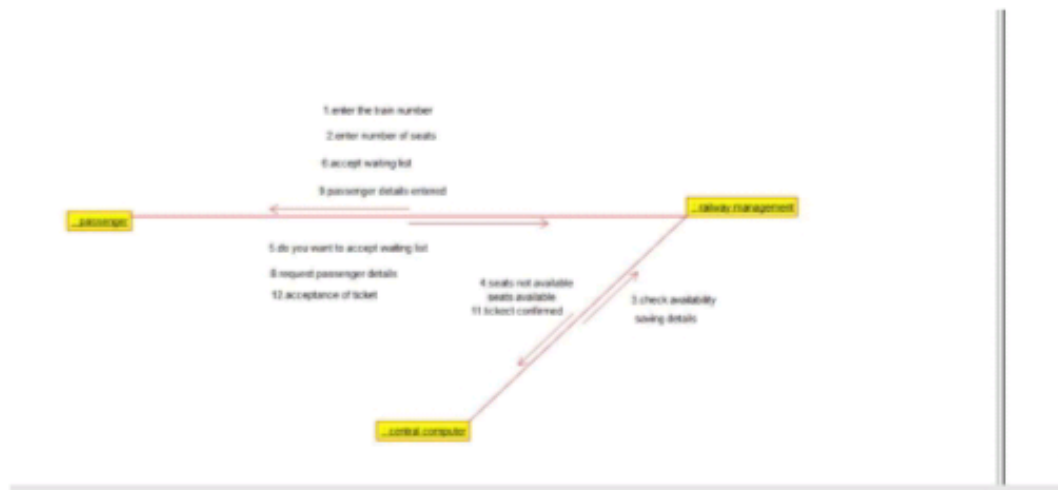 1.enter the train number
2.enter number of seats
6.accept waiting list
9.passenger details entered
...passenger
...railway management
5.do you want to accept waiting list
8.request passenger details
12.acceptance of ticket
4.seats not available
seats available
11.tickect confirmed
3.check availability
saving details
...central computer